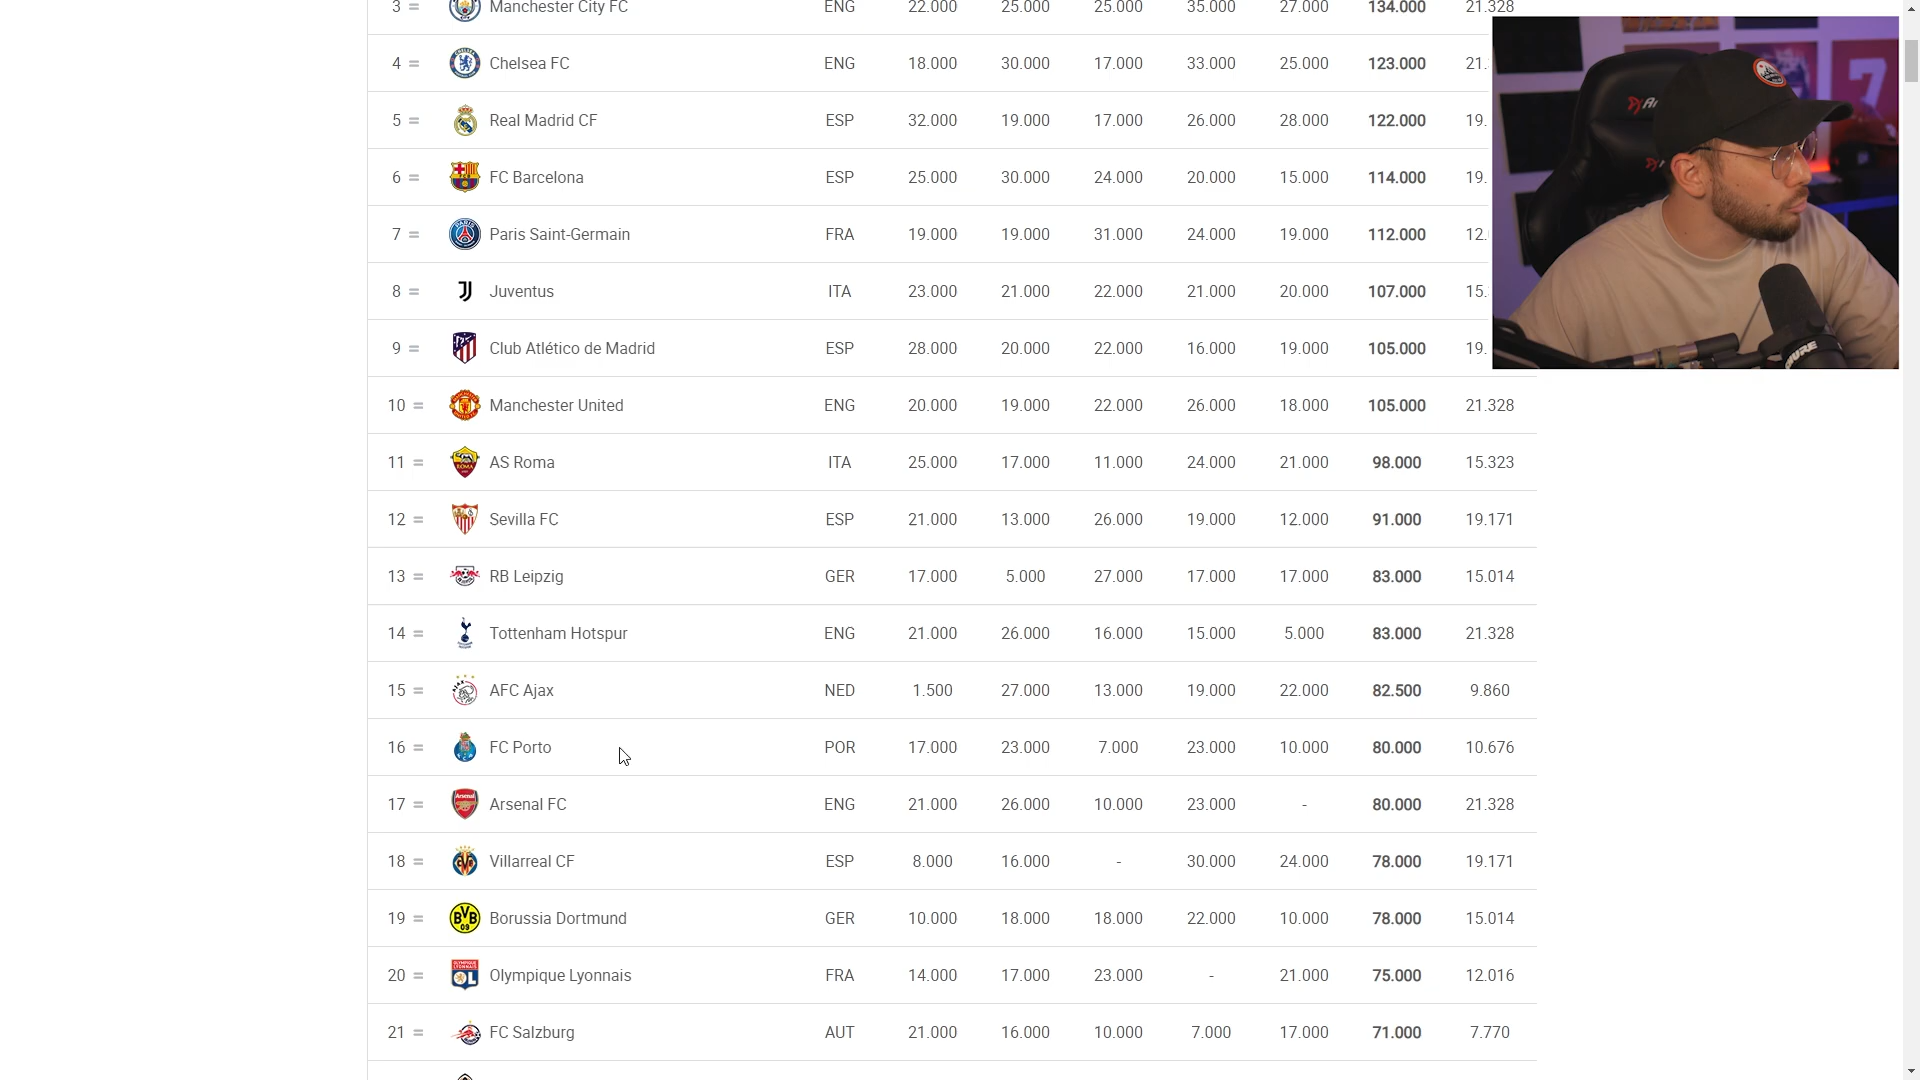 3 = Manchester City FC ENG 22.000 25.000 25.000 35.000 27.000 134.000 21.328
4 = Chelsea FC ENG 18.000 30.000 17.000 33.000 25.000 123.000 21.
5 = Real Madrid CF ESP 32.000 19.000 17.000 26.000 28.000 122.000 19.
6 = FC Barcelona ESP 25.000 30.000 24.000 20.000 15.000 114.000 19.
7 = Paris Saint-Germain FRA 19.000 19.000 31.000 24.000 19.000 112.000 12.
8 = Juventus ITA 23.000 21.000 22.000 21.000 20.000 107.000 15.
9 = Club Atlético de Madrid ESP 28.000 20.000 22.000 16.000 19.000 105.000 19.
10 = Manchester United ENG 20.000 19.000 22.000 26.000 18.000 105.000 21.328
11 = AS Roma ITA 25.000 17.000 11.000 24.000 21.000 98.000 15.323
12 = Sevilla FC ESP 21.000 13.000 26.000 19.000 12.000 91.000 19.171
13 = RB Leipzig GER 17.000 5.000 27.000 17.000 17.000 83.000 15.014
14 = Tottenham Hotspur ENG 21.000 26.000 16.000 15.000 5.000 83.000 21.328
15 = AFC Ajax NED 1.500 27.000 13.000 19.000 22.000 82.500 9.860
16 = FC Porto POR 17.000 23.000 7.000 23.000 10.000 80.000 10.676
17 = Arsenal FC ENG 21.000 26.000 10.000 23.000 - 80.000 21.328
18 = Villarreal CF ESP 8.000 16.000 - 30.000 24.000 78.000 19.171
19 = Borussia Dortmund GER 10.000 18.000 18.000 22.000 10.000 78.000 15.014
20 = Olympique Lyonnais FRA 14.000 17.000 23.000 - 21.000 75.000 12.016
21 = FC Salzburg AUT 21.000 16.000 10.000 7.000 17.000 71.000 7.770
7
SHURE